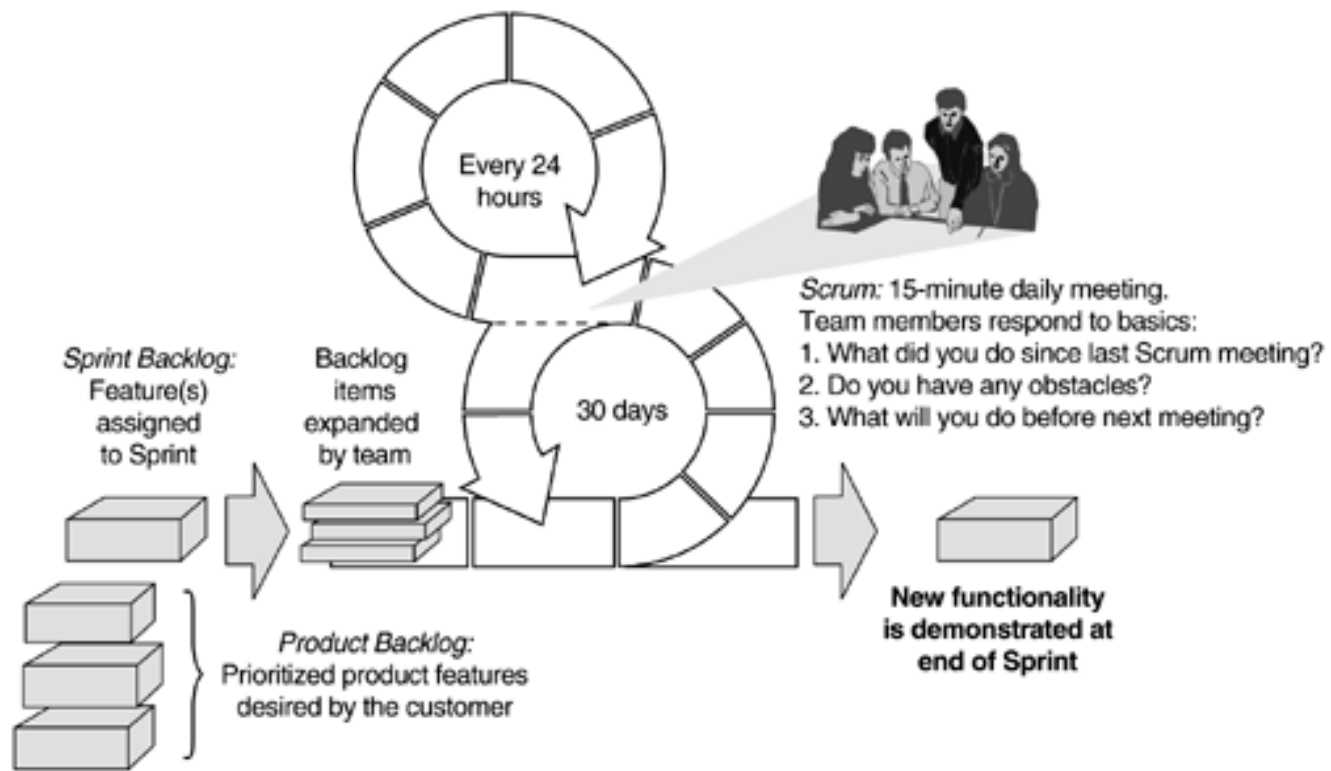 Every 24
hours
Scrum: 15-minute daily meeting.
Team members respond to basics:
1. What did you do since last Scrum meeting?
2. Do you have any obstacles?
3. What will you do before next meeting?
Sprint Backlog:
Feature(s)
assigned
to Sprint
Backlog
items
expanded
by team
30 days
New functionality
is demonstrated at
end of Sprint
Product Backlog:
Prioritized product features
desired by the customer